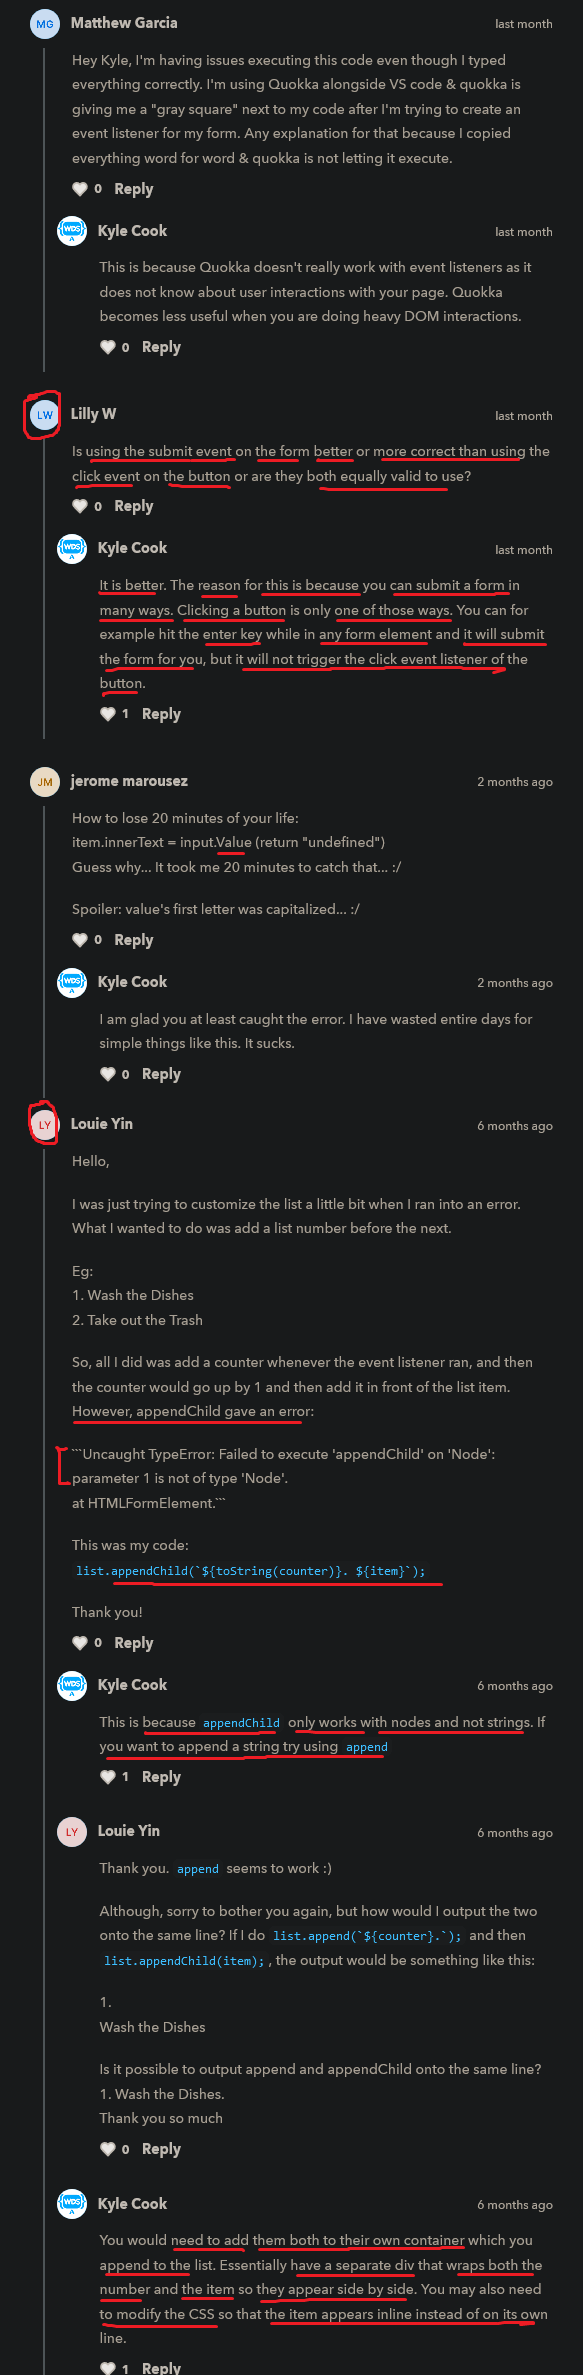 MG Matthew Garcia last month
Hey Kyle, I'm having issues executing this code even though I typed
everything correctly. I'm using Quokka alongside VS code & quokka is
giving me a "gray square" next to my code after I'm trying to create an
event listener for my form. Any explanation for that because I copied
everything word for word & quokka is not letting it execute.
0 Reply
WDS Kyle Cook last month
This is because Quokka doesn't really work with event listeners as it
does not know about user interactions with your page. Quokka
becomes less useful when you are doing heavy DOM interactions.
0 Reply
LW Lilly W last month
Is using the submit event on the form better or more correct than using the
click event on the button or are they both equally valid to use?
0 Reply
WDS Kyle Cook last month
It is better. The reason for this is because you can submit a form in
many ways. Clicking a button is only one of those ways. You can for
example hit the enter key while in any form element and it will submit
the form for you, but it will not trigger the click event listener of the
button.
1 Reply
JM jerome marousez 2 months ago
How to lose 20 minutes of your life:
item.innerText = input.Value (return "undefined")
Guess why... It took me 20 minutes to catch that... :/
Spoiler: value's first letter was capitalized... :/
0 Reply
WDS Kyle Cook 2 months ago
I am glad you at least caught the error. I have wasted entire days for
simple things like this. It sucks.
0 Reply
LY Louie Yin 6 months ago
Hello,
I was just trying to customize the list a little bit when I ran into an error.
What I wanted to do was add a list number before the next.
Eg:
1. Wash the Dishes
2. Take out the Trash
So, all I did was add a counter whenever the event listener ran, and then
the counter would go up by 1 and then add it in front of the list item.
However, appendChild gave an error:
```Uncaught TypeError: Failed to execute 'appendChild' on 'Node':
parameter 1 is not of type 'Node'.
at HTMLFormElement.```
This was my code:
list.appendChild(`${toString(counter)}. ${item}`);
Thank you!
0 Reply
WDS Kyle Cook 6 months ago
This is because appendChild only works with nodes and not strings. If
you want to append a string try using append
1 Reply
LY Louie Yin 6 months ago
Thank you. append seems to work :)
Although, sorry to bother you again, but how would I output the two
onto the same line? If I do list.append(`${counter}.`); and then
list.appendChild(item);, the output would be something like this:
1.
Wash the Dishes
Is it possible to output append and appendChild onto the same line?
1. Wash the Dishes.
Thank you so much
0 Reply
WDS Kyle Cook 6 months ago
You would need to add them both to their own container which you
append to the list. Essentially have a separate div that wraps both the
number and the item so they appear side by side. You may also need
to modify the CSS so that the item appears inline instead of on its own
line.
1 Reply